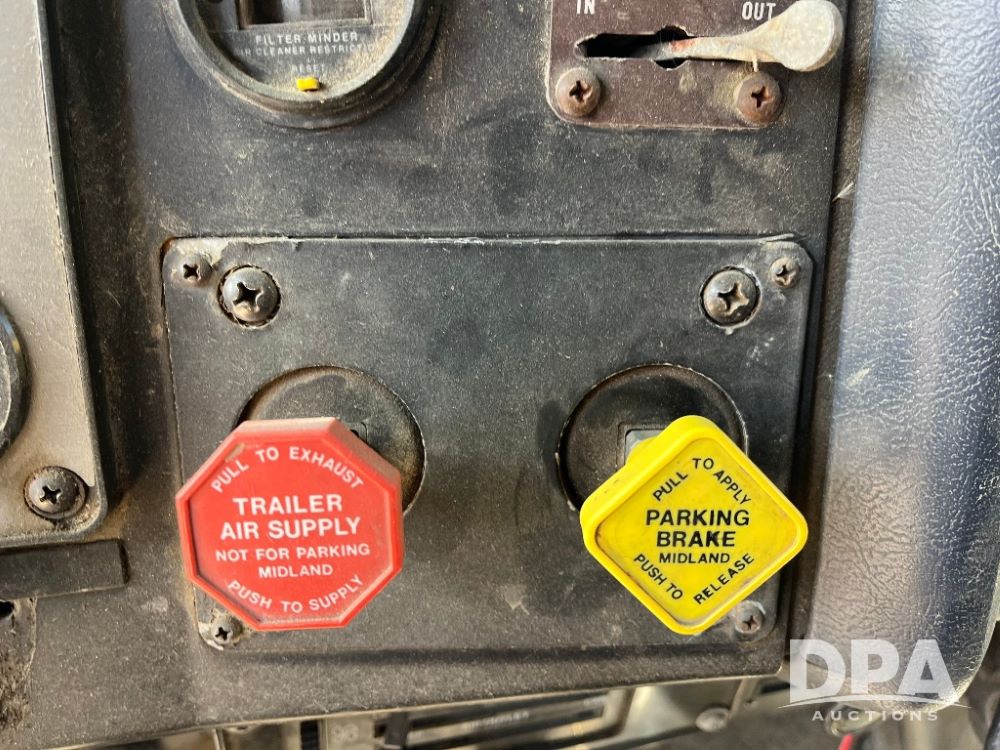 FILTER MINDER
AIR CLEANER RESTRICTION
RESET
IN
OUT
PULL TO EXHAUST
TRAILER
AIR SUPPLY
NOT FOR PARKING
MIDLAND
PUSH TO SUPPLY
PULL TO APPLY
PARKING
BRAKE
MIDLAND
PUSH TO RELEASE
DPA
AUCTIONS